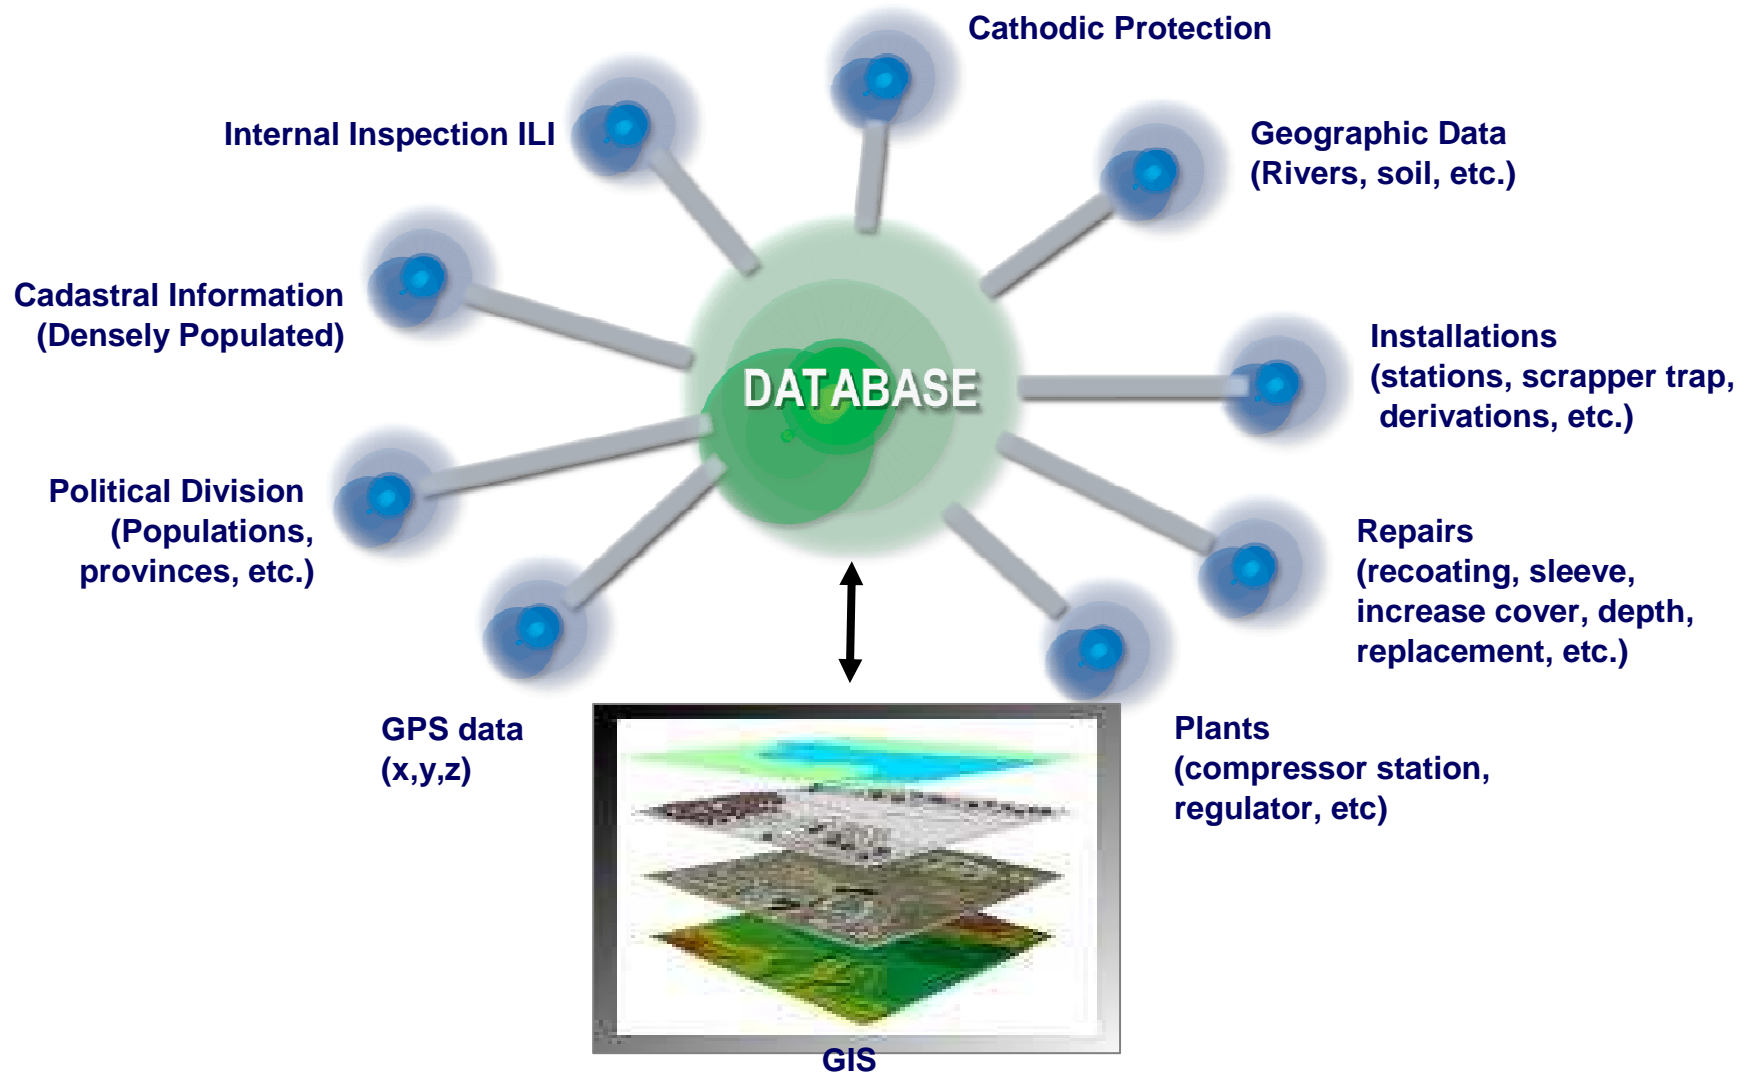 Cathodic Protection
Internal Inspection ILI
Geographic Data
(Rivers, soil, etc.)
Cadastral Information
(Densely Populated)
Installations
(stations, scrapper trap,
derivations, etc.)
DATABASE
Political Division
(Populations,
provinces, etc.)
Repairs
(recoating, sleeve,
increase cover, depth,
replacement, etc.)
GPS data
(x,y,z)
Plants
(compressor station,
regulator, etc)
GIS